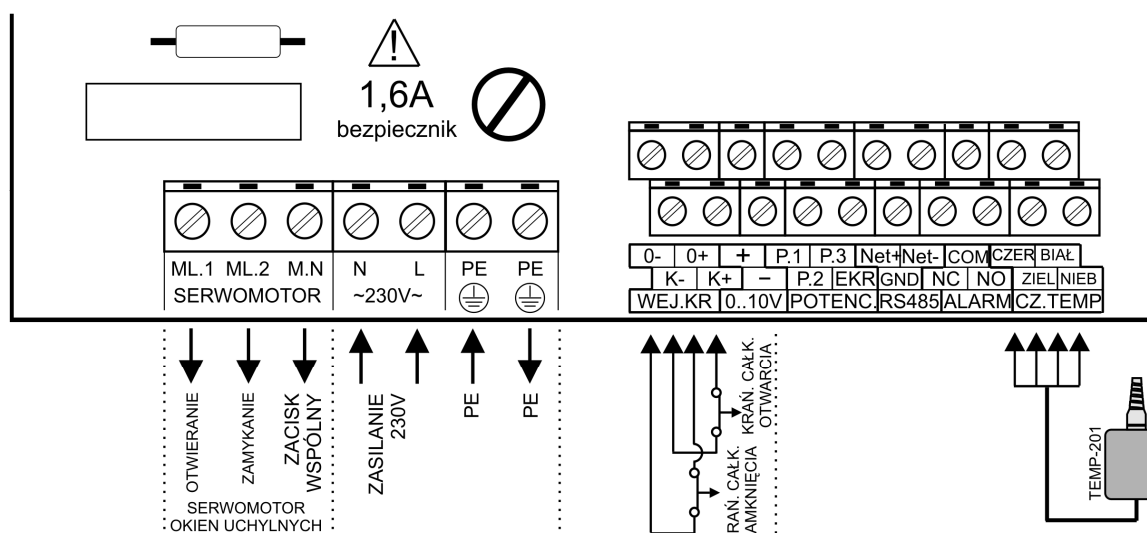 1,6A
bezpiecznik
ML.1 ML.2 M.N N L PE PE
SERWOMOTOR ~230V~
0- 0+ + P.1 P.3 Net+ Net- COM CZER BIAŁ
K- K+ − P.2 EKR GND NC NO ZIEL NIEB
WEJ.KR 0..10V POTENC. RS485 ALARM CZ.TEMP
OTWIERANIE
ZAMYKANIE
ZACISK
WSPÓLNY
SERWOMOTOR
OKIEN UCHYLNYCH
ZASILANIE
230V
PE
PE
KRAŃ. CAŁK.
OTWARCIA
RAŃ. CAŁK.
AMKNIĘCIA
TEMP-201